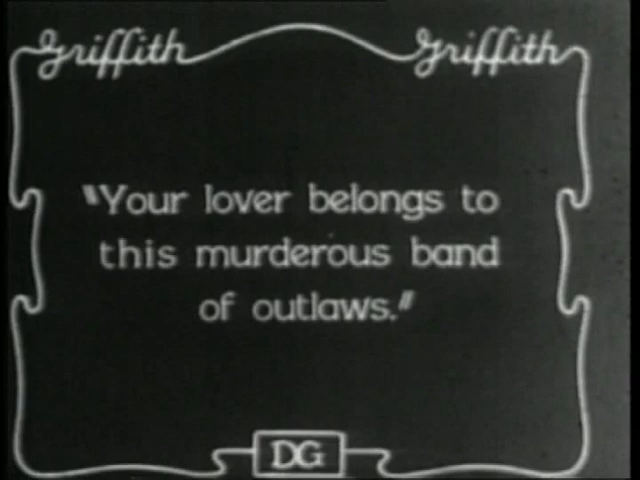 Griffith Griffith
"Your lover belongs to
this murderous band
of outlaws."
DG